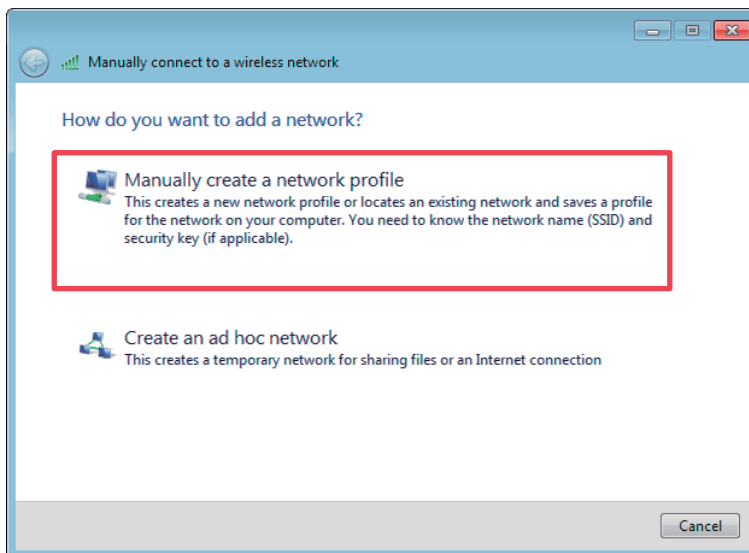 Manually connect to a wireless network
How do you want to add a network?
Manually create a network profile
This creates a new network profile or locates an existing network and saves a profile
for the network on your computer. You need to know the network name (SSID) and
security key (if applicable).
Create an ad hoc network
This creates a temporary network for sharing files or an Internet connection
Cancel